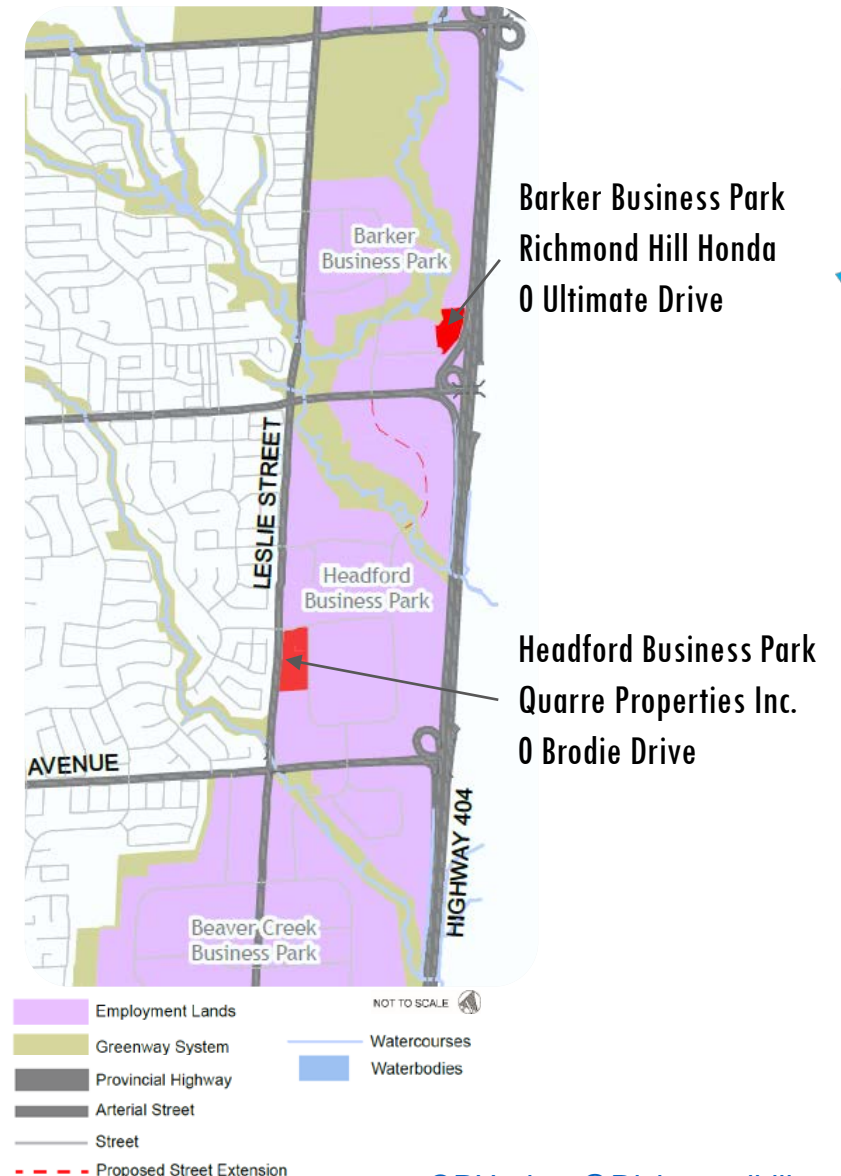 Barker Business Park
Richmond Hill Honda
0 Ultimate Drive
Barker
Business Park
LESLIE STREET
Headford
Business Park
Headford Business Park
Quarre Properties Inc.
0 Brodie Drive
AVENUE
HIGHWAY 404
Beaver Creek
Business Park
NOT TO SCALE
Employment Lands
Greenway System
Provincial Highway
Arterial Street
Street
Proposed Street Extension
Watercourses
Waterbodies